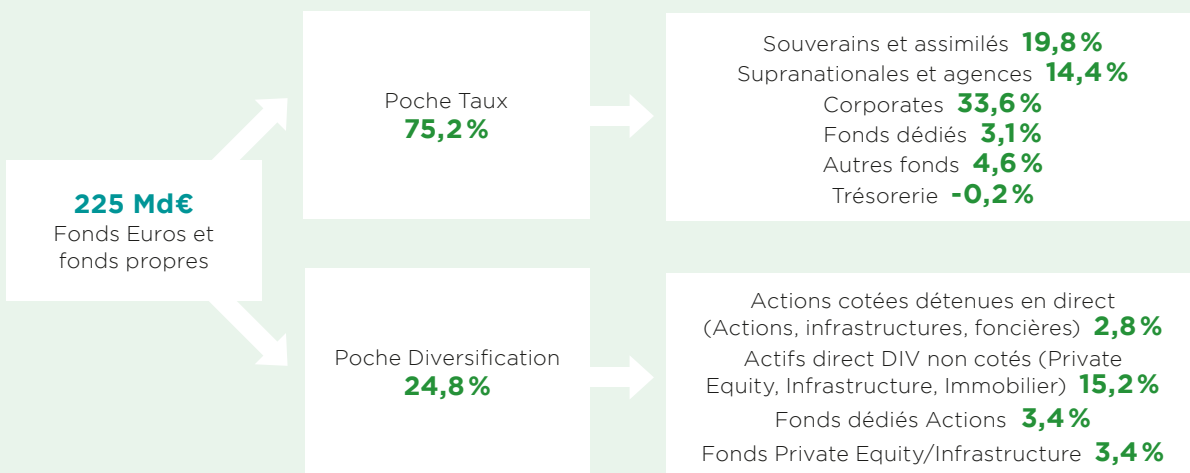 225 Md€
Fonds Euros et
fonds propres
Poche Taux
75,2 %
Souverains et assimilés 19,8 %
Supranationales et agences 14,4 %
Corporates 33,6 %
Fonds dédiés 3,1 %
Autres fonds 4,6 %
Trésorerie -0,2 %
Poche Diversification
24,8 %
Actions cotées détenues en direct
(Actions, infrastructures, foncières) 2,8 %
Actifs direct DIV non cotés (Private
Equity, Infrastructure, Immobilier) 15,2 %
Fonds dédiés Actions 3,4 %
Fonds Private Equity/Infrastructure 3,4 %